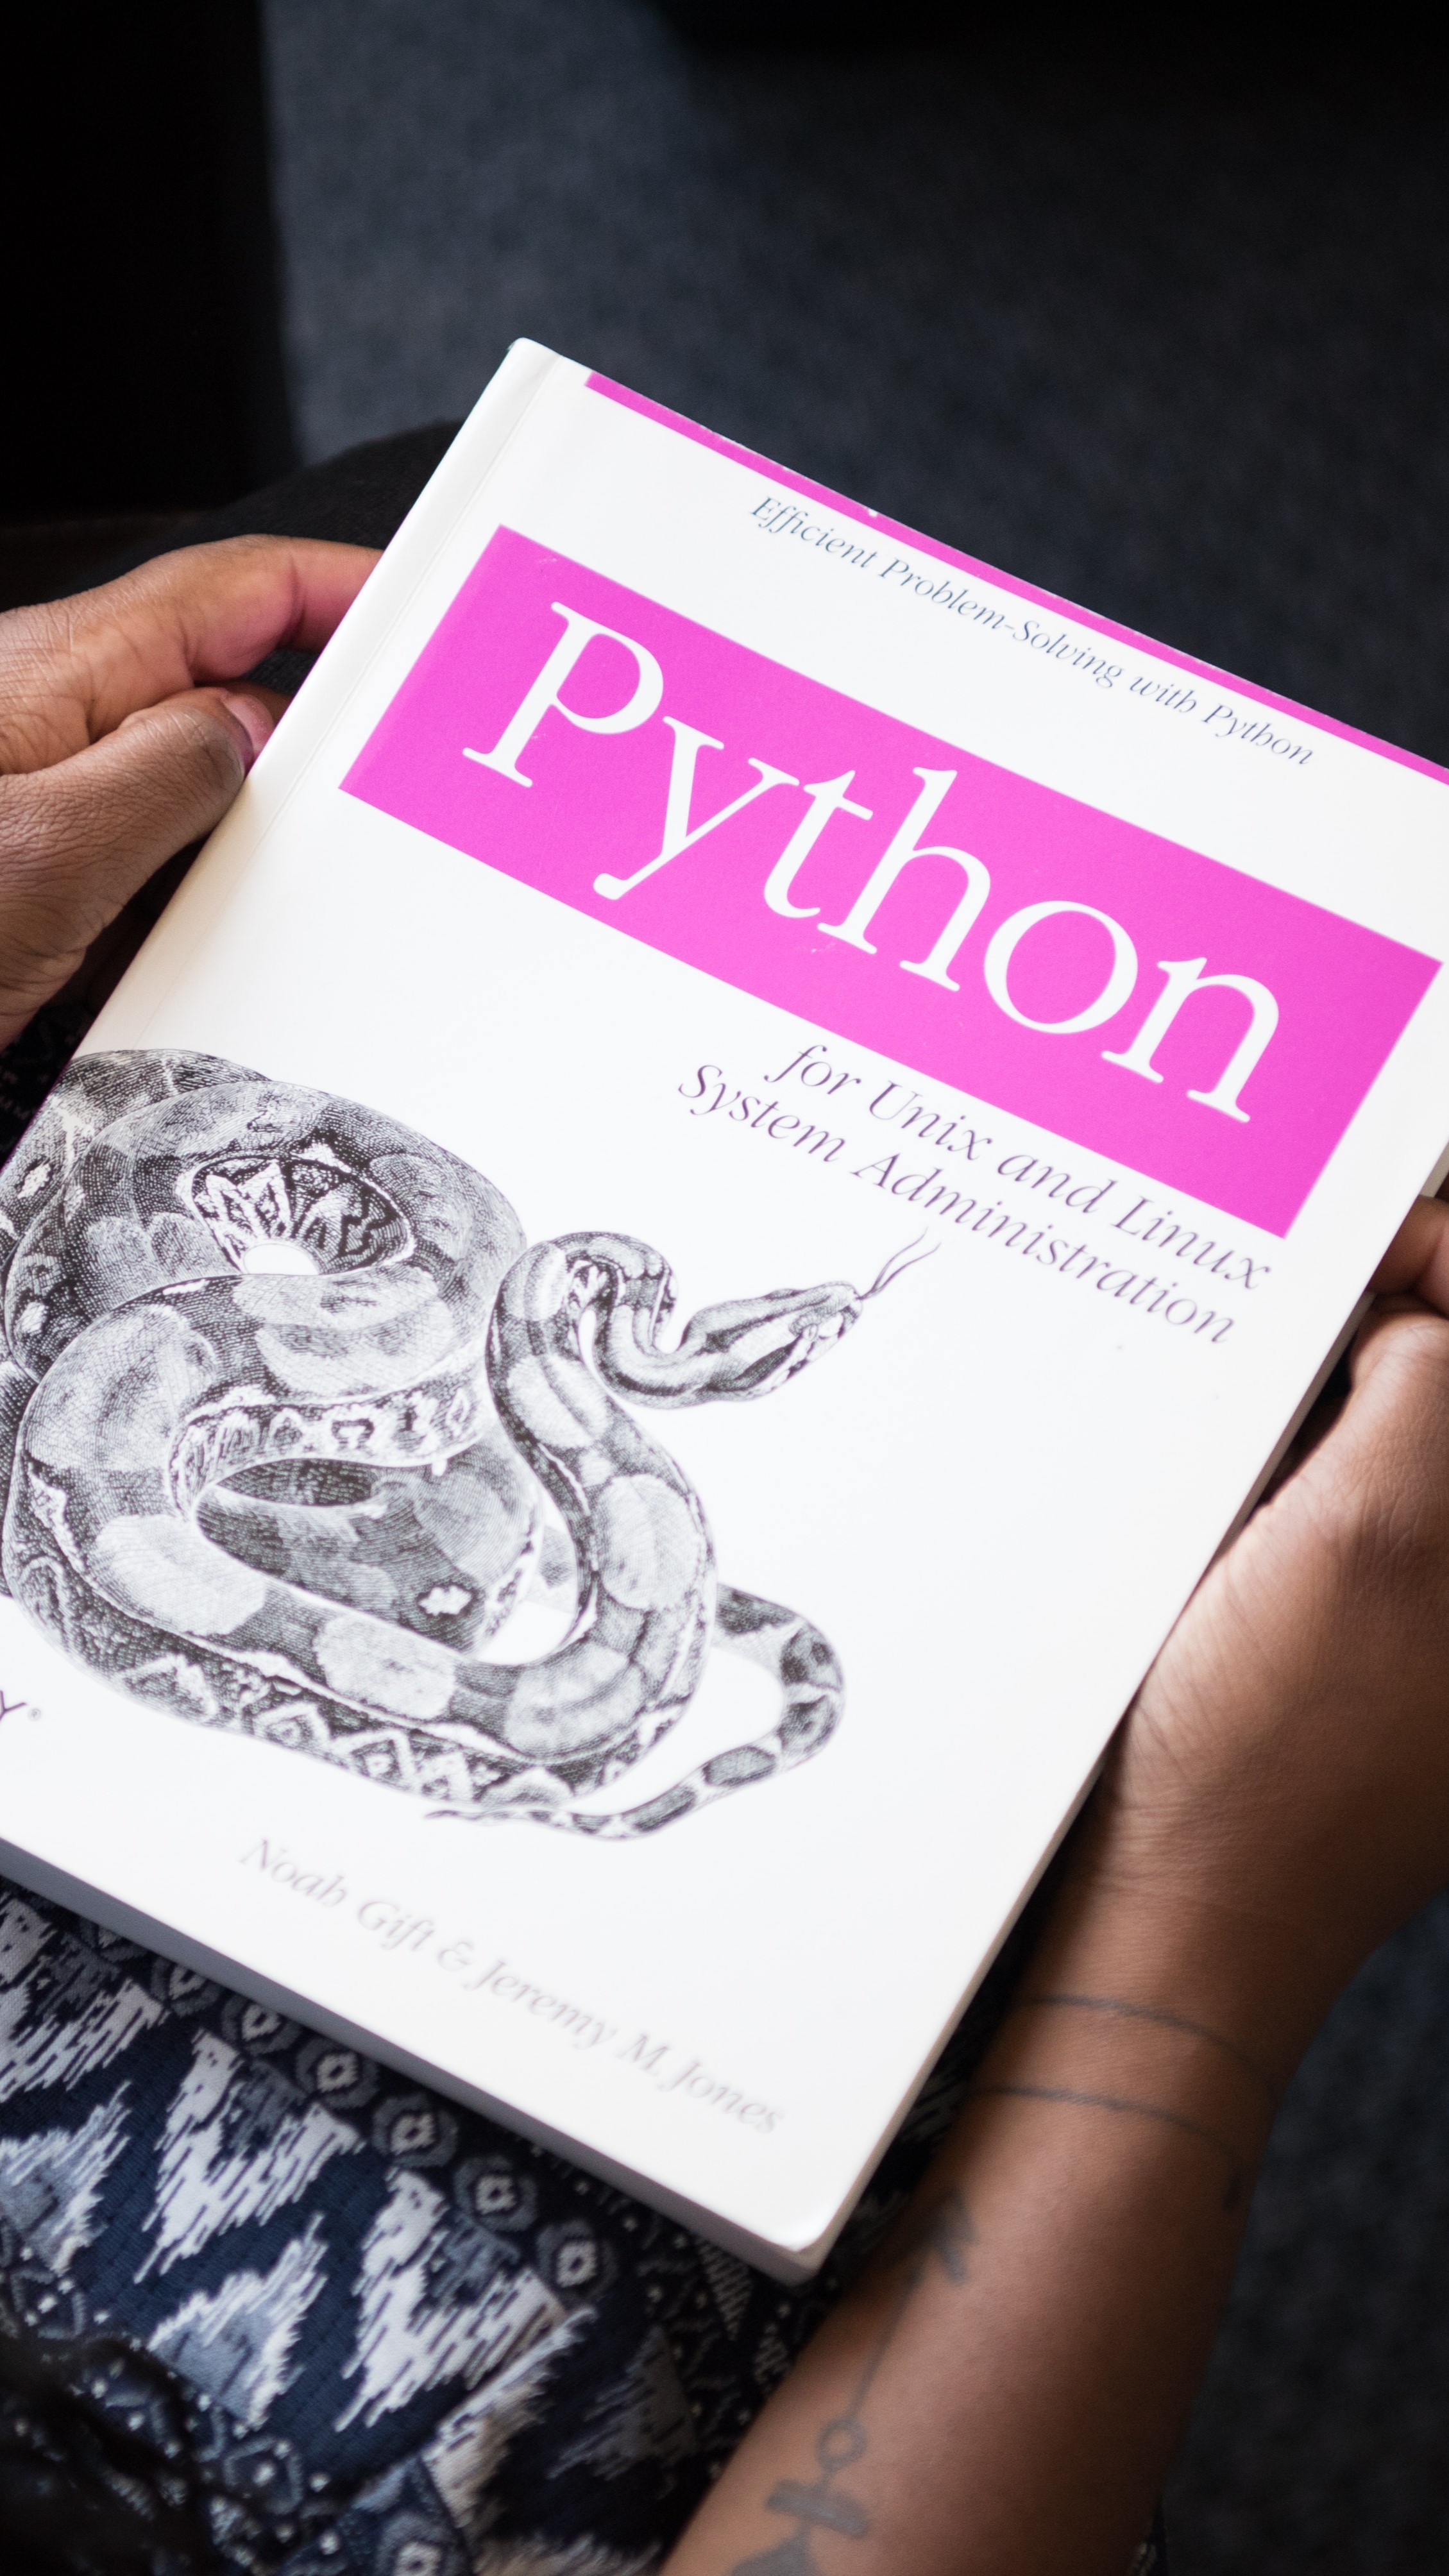 Efficient Problem-Solving with Python
Python
for Unix and Linux
System Administration
Y®
Noah Gift & Jeremy M. Jones